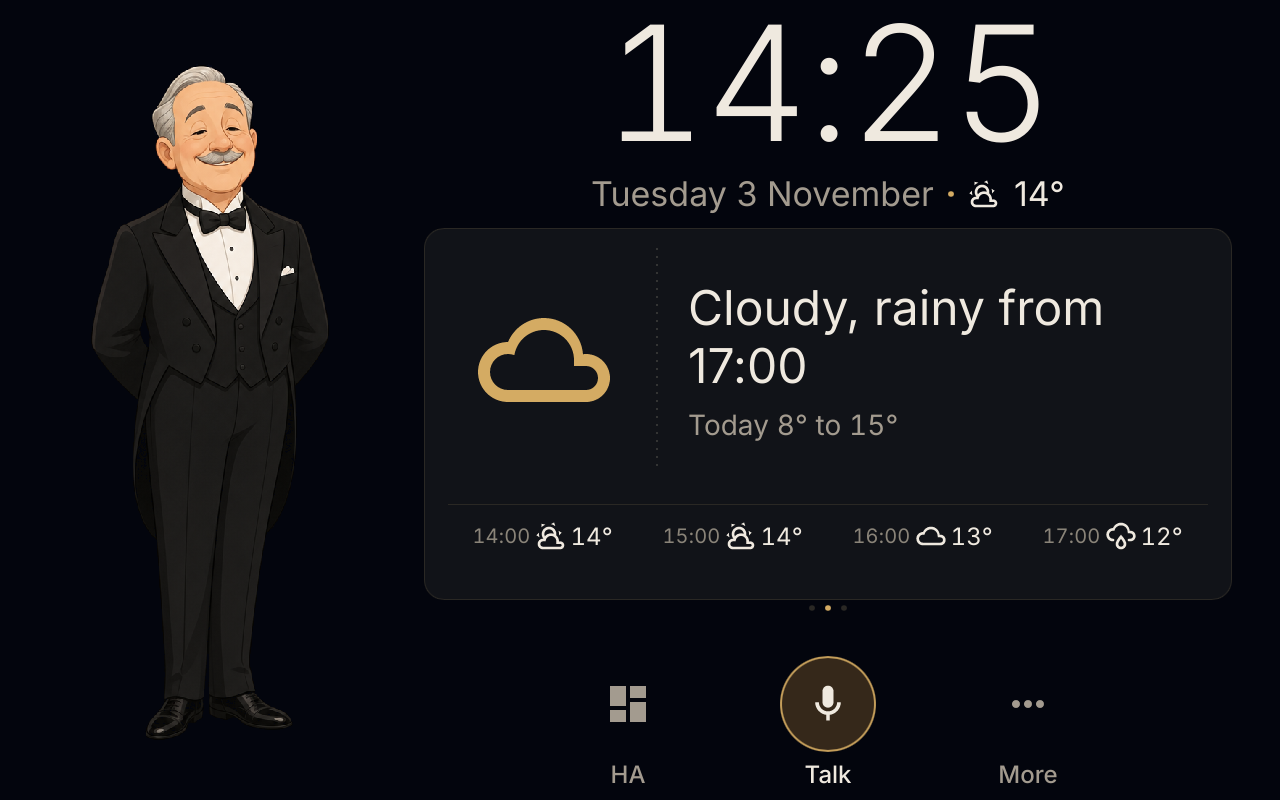 14:25
Tuesday 3 November • 14°
Cloudy, rainy from
17:00
Today 8° to 15°
14:00 14° 15:00 14° 16:00 13° 17:00 12°
HA Talk More